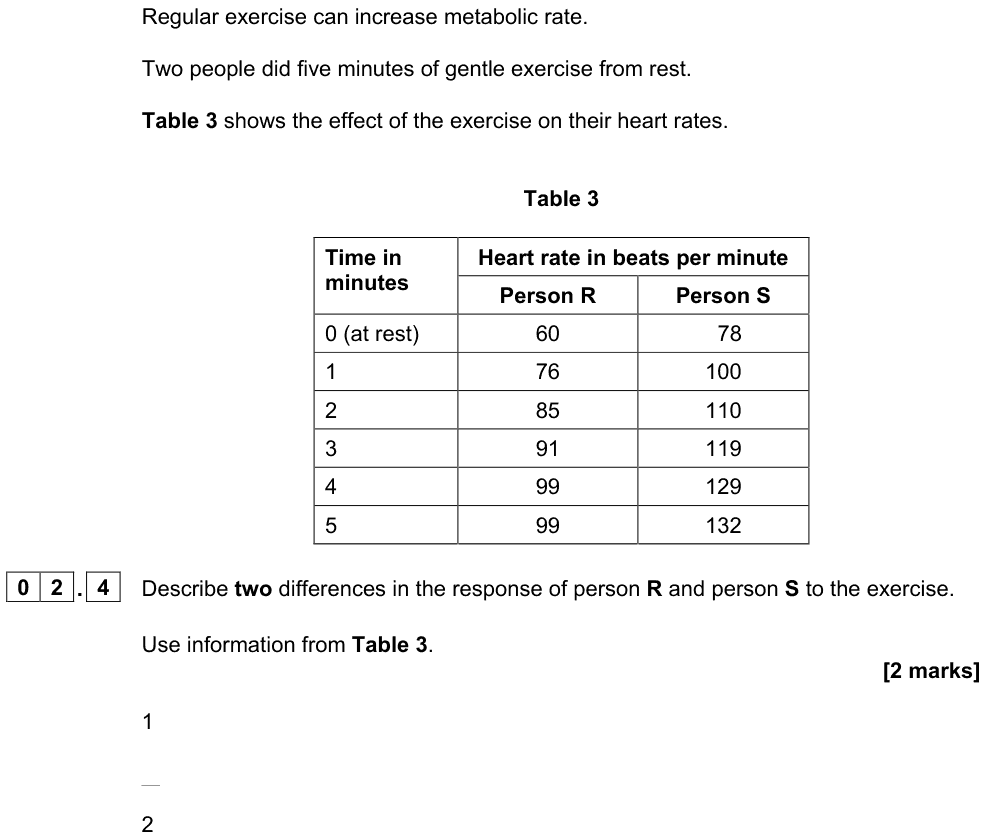 Regular exercise can increase metabolic rate.
Two people did five minutes of gentle exercise from rest.
Table 3 shows the effect of the exercise on their heart rates.
Table 3
Time in minutes Heart rate in beats per minute
Person R Person S
0 (at rest) 60 78
1 76 100
2 85 110
3 91 119
4 99 129
5 99 132
0 2 . 4 Describe two differences in the response of person R and person S to the exercise.
Use information from Table 3.
[2 marks]
1
2